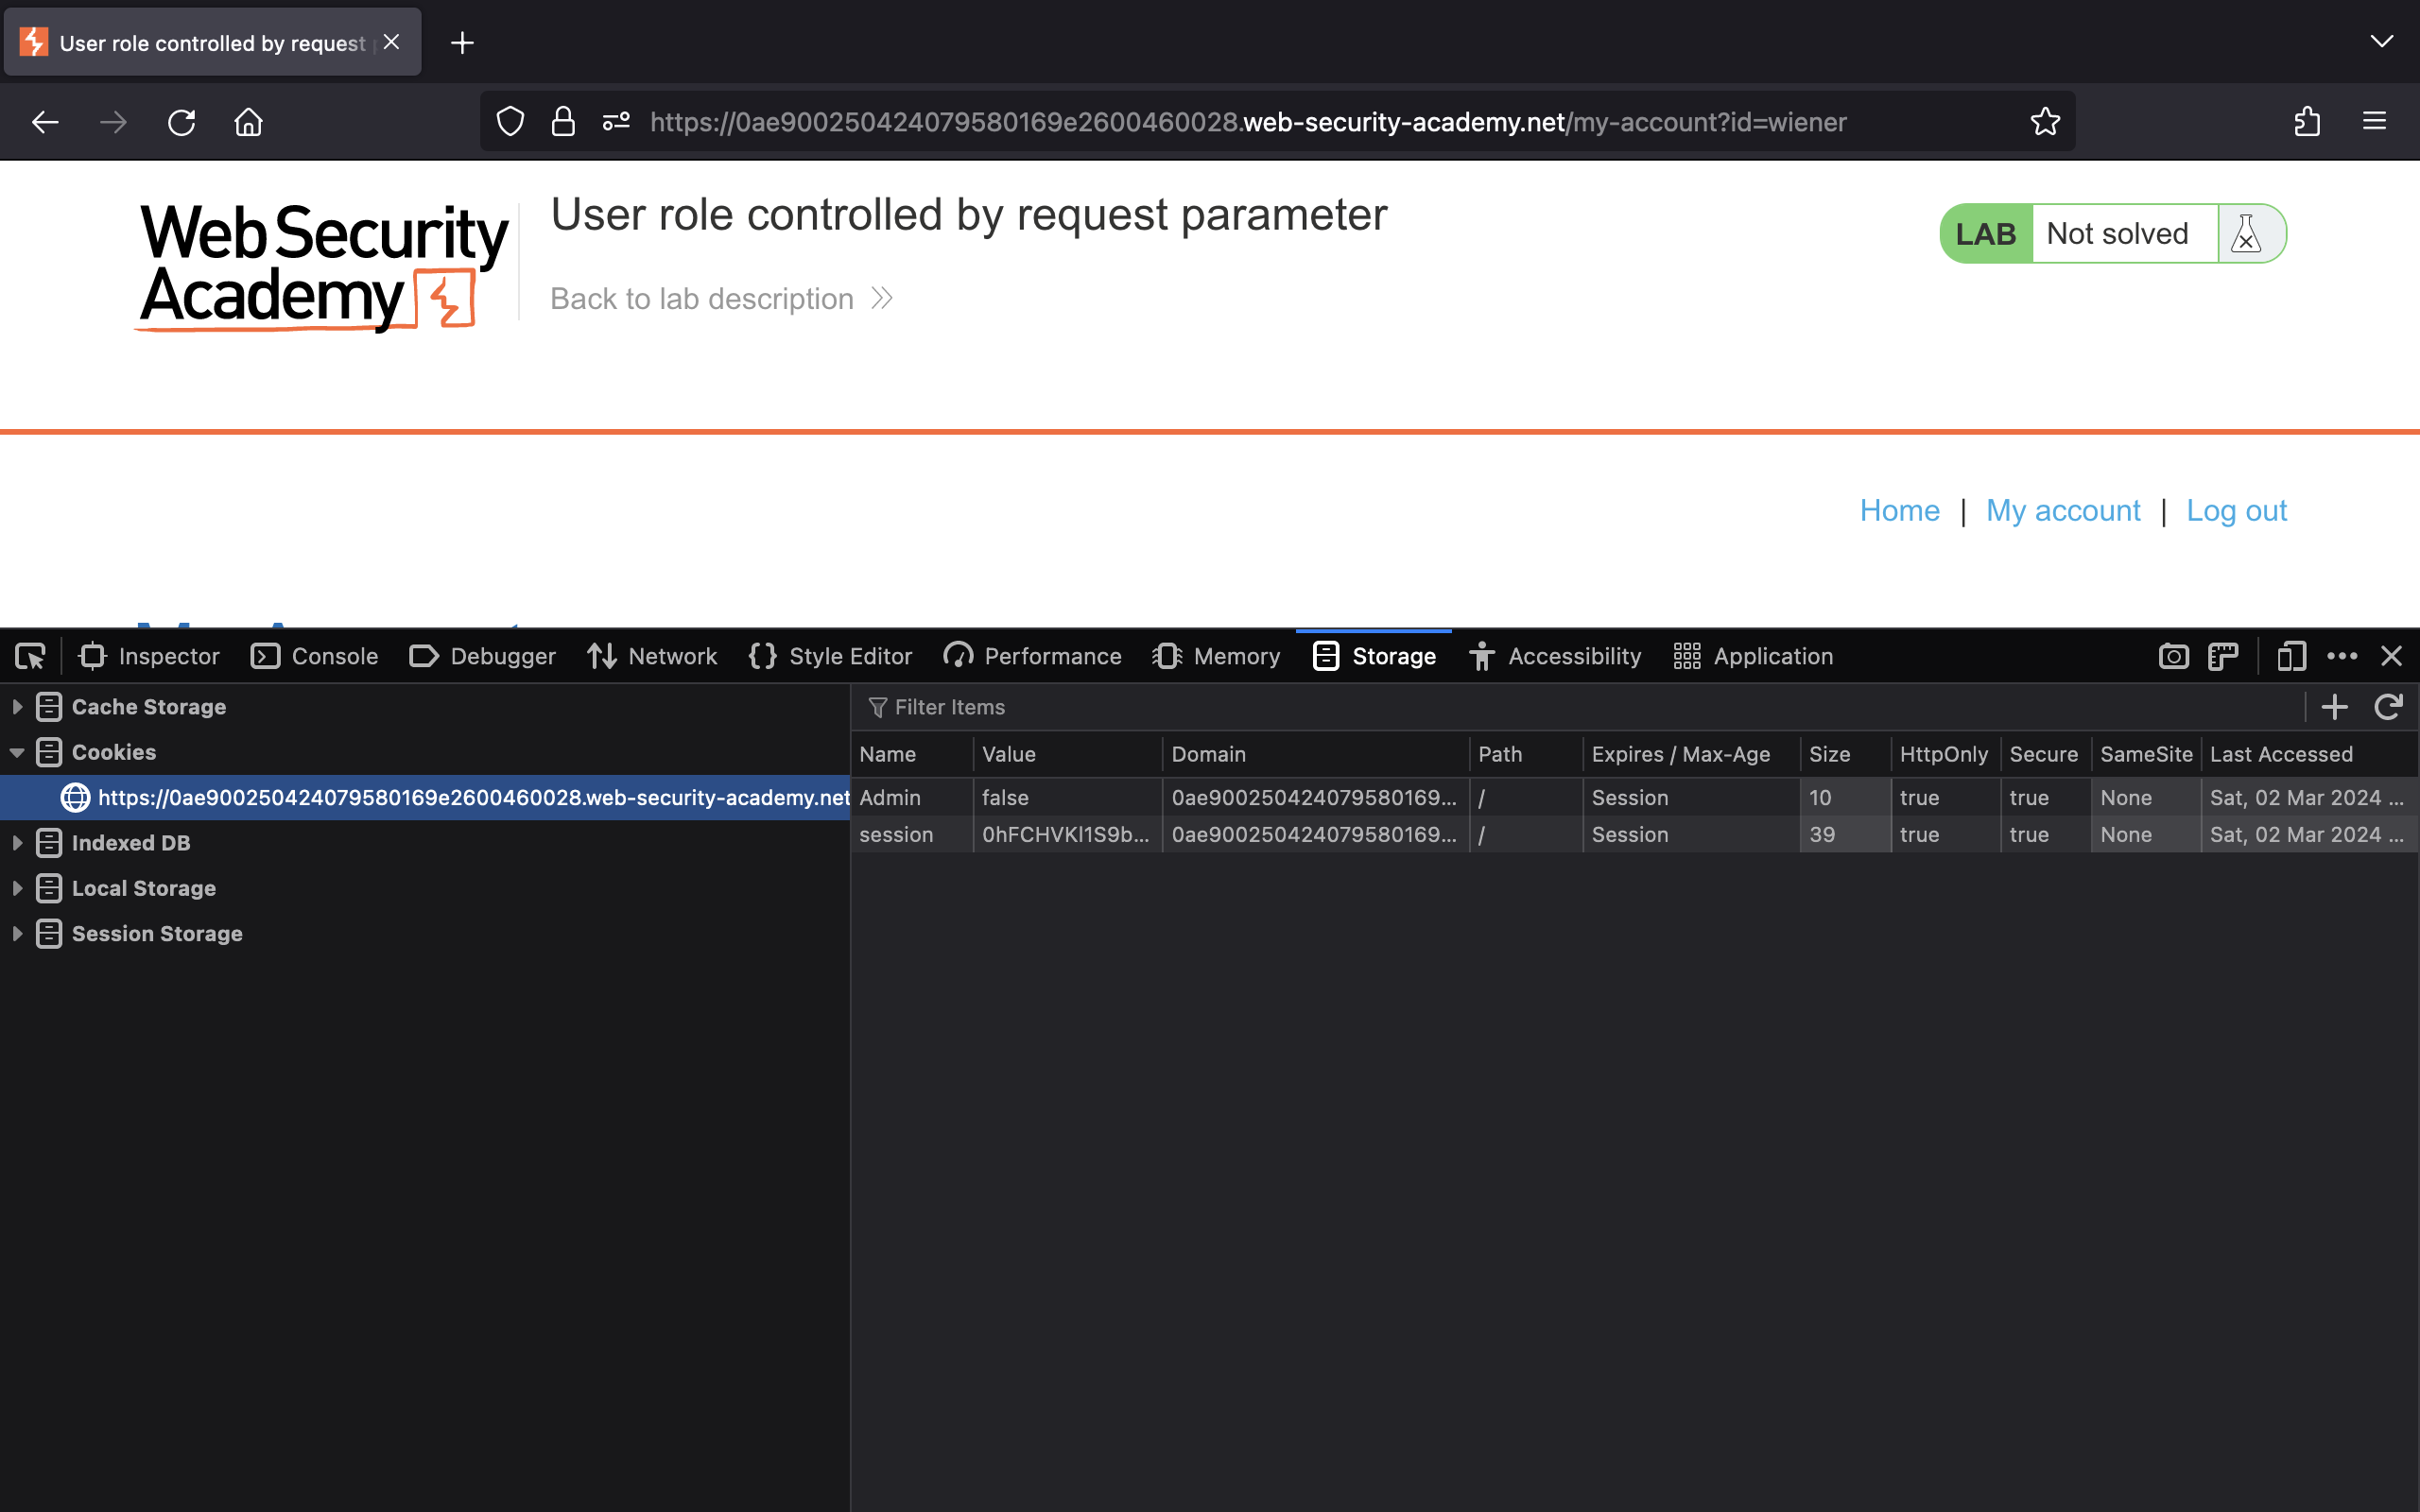 User role controlled by request
https://0ae900250424079580169e2600460028.web-security-academy.net/my-account?id=wiener
Web Security
Academy
User role controlled by request parameter
Back to lab description
LAB Not solved
Home | My account | Log out
My Account
Inspector Console Debugger Network Style Editor Performance Memory Storage Accessibility Application
Cache Storage
Cookies
https://0ae900250424079580169e2600460028.web-security-academy.net
Indexed DB
Local Storage
Session Storage
Filter Items
Name Value Domain Path Expires / Max-Age Size HttpOnly Secure SameSite Last Accessed
Admin false 0ae900250424079580169... / Session 10 true true None Sat, 02 Mar 2024 ...
session 0hFCHVKl1S9b... 0ae900250424079580169... / Session 39 true true None Sat, 02 Mar 2024 ...